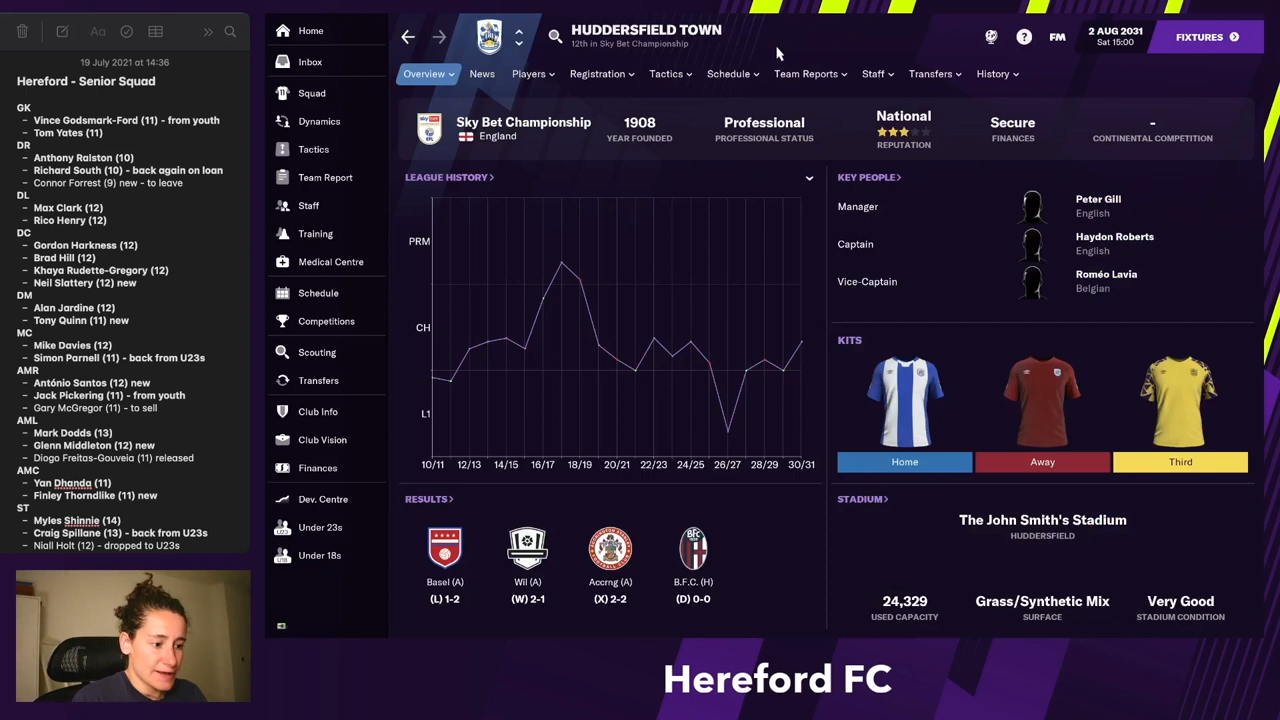 19 July 2021 at 14:36
Hereford - Senior Squad
GK
- Vince Godsmark-Ford (11) - from youth
- Tom Yates (11)
DR
- Anthony Ralston (10)
- Richard South (10) - back again on loan
- Connor Forrest (9) new - to leave
DL
- Max Clark (12)
- Rico Henry (12)
DC
- Gordon Harkness (12)
- Brad Hill (12)
- Khaya Rudette-Gregory (12)
- Neil Slattery (12) new
DM
- Alan Jardine (12)
- Tony Quinn (11) new
MC
- Mike Davies (12)
- Simon Parnell (11) - back from U23s
AMR
- António Santos (12) new
- Jack Pickering (11) - from youth
- Gary McGregor (11) - to sell
AML
- Mark Dodds (13)
- Glenn Middleton (12) new
- Diogo Freitas-Gouveia (11) released
AMC
- Yan Dhanda (11)
- Finley Thorndlike (11) new
ST
- Myles Shinnie (14)
- Craig Spillane (13) - back from U23s
- Niall Holt (12) - dropped to U23s
Home
Inbox
Squad
Dynamics
Tactics
Team Report
Staff
Training
Medical Centre
Schedule
Competitions
Scouting
Transfers
Club Info
Club Vision
Finances
Dev. Centre
Under 23s
Under 18s
HUDDERSFIELD TOWN
12th in Sky Bet Championship
FM
2 AUG 2031
Sat 15:00
FIXTURES
Overview News Players Registration Tactics Schedule Team Reports Staff Transfers History
Sky Bet Championship
England
1908
YEAR FOUNDED
Professional
PROFESSIONAL STATUS
National
REPUTATION
Secure
FINANCES
-
CONTINENTAL COMPETITION
LEAGUE HISTORY
PRM
CH
L1
10/11 12/13 14/15 16/17 18/19 20/21 22/23 24/25 26/27 28/29 30/31
KEY PEOPLE
Manager
Peter Gill
English
Captain
Haydon Roberts
English
Vice-Captain
Roméo Lavia
Belgian
KITS
Home Away Third
RESULTS
Basel (A) Wil (A) Accrng (A) B.F.C. (H)
(L) 1-2 (W) 2-1 (X) 2-2 (D) 0-0
STADIUM
The John Smith's Stadium
HUDDERSFIELD
24,329
USED CAPACITY
Grass/Synthetic Mix
SURFACE
Very Good
STADIUM CONDITION
Hereford FC